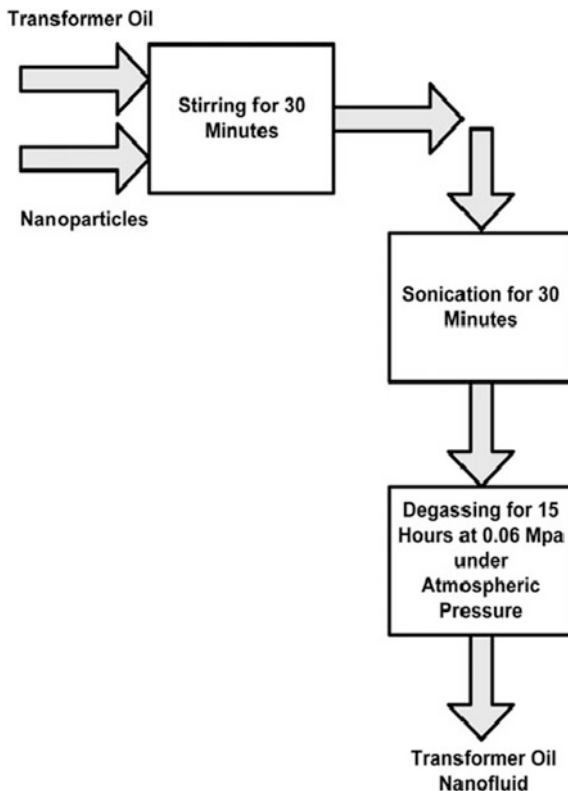 Transformer Oil
Stirring for 30
Minutes
Nanoparticles
Sonication for 30
Minutes
Degassing for 15
Hours at 0.06 Mpa
under
Atmospheric
Pressure
Transformer Oil
Nanofluid